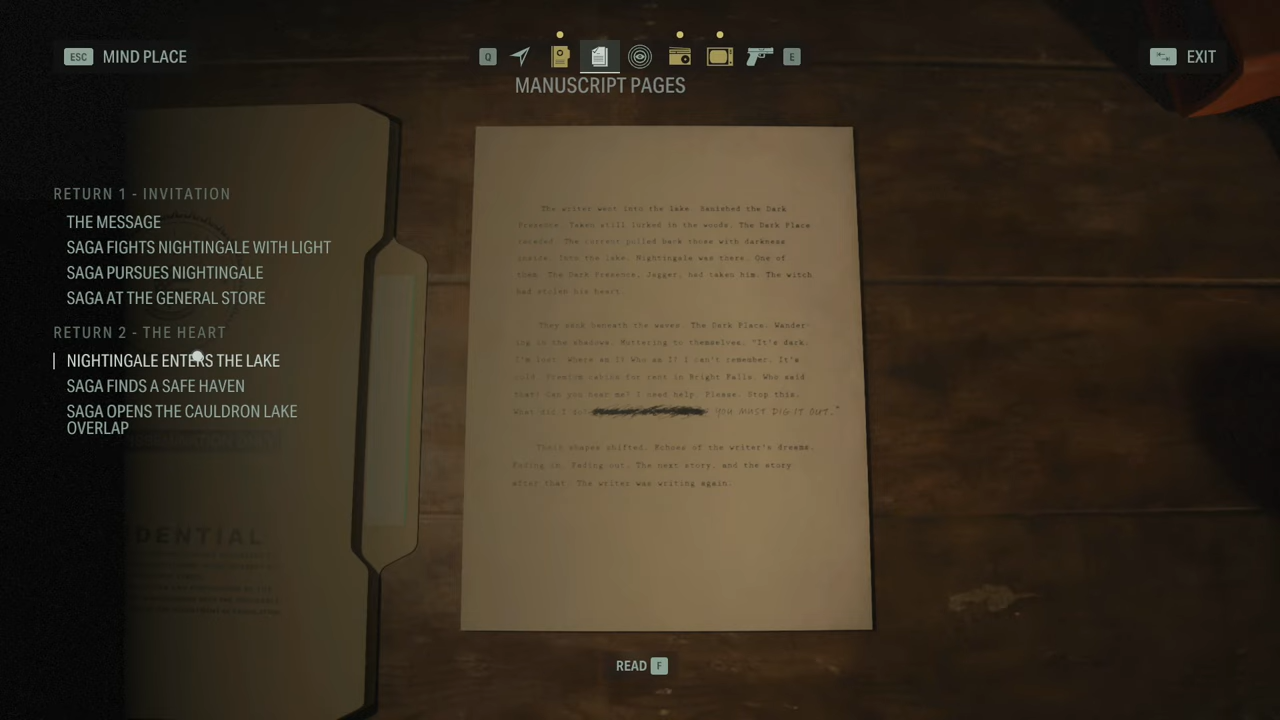 ESC MIND PLACE
Q
E
EXIT
MANUSCRIPT PAGES
RETURN 1 - INVITATION
THE MESSAGE
SAGA FIGHTS NIGHTINGALE WITH LIGHT
SAGA PURSUES NIGHTINGALE
SAGA AT THE GENERAL STORE
RETURN 2 - THE HEART
NIGHTINGALE ENTERS THE LAKE
SAGA FINDS A SAFE HAVEN
SAGA OPENS THE CAULDRON LAKE
OVERLAP
DENTIAL
The writer went into the lake. Banished the Dark
Presence. Taken still lurked in the woods. The Dark Place
receded. The current pulled back those with darkness
inside. Into the lake. Nightingale was there. One of
them. The Dark Presence, Jagger, had taken him. The witch
had stolen his heart.
They sank beneath the waves. The Dark Place. Wander-
ing in the shadows. Muttering to themselves. "It's dark.
I'm lost. Where am I? Who am I? I can't remember. It's
cold. Premium cabins for rent in Bright Falls. Who said
that? Can you hear me? I need help. Please. Stop this.
What did I do? YOU MUST DIG IT OUT."
Their shapes shifted. Echoes of the writer's dreams.
Fading in. Fading out. The next story, and the story
after that. The writer was writing again.
READ F